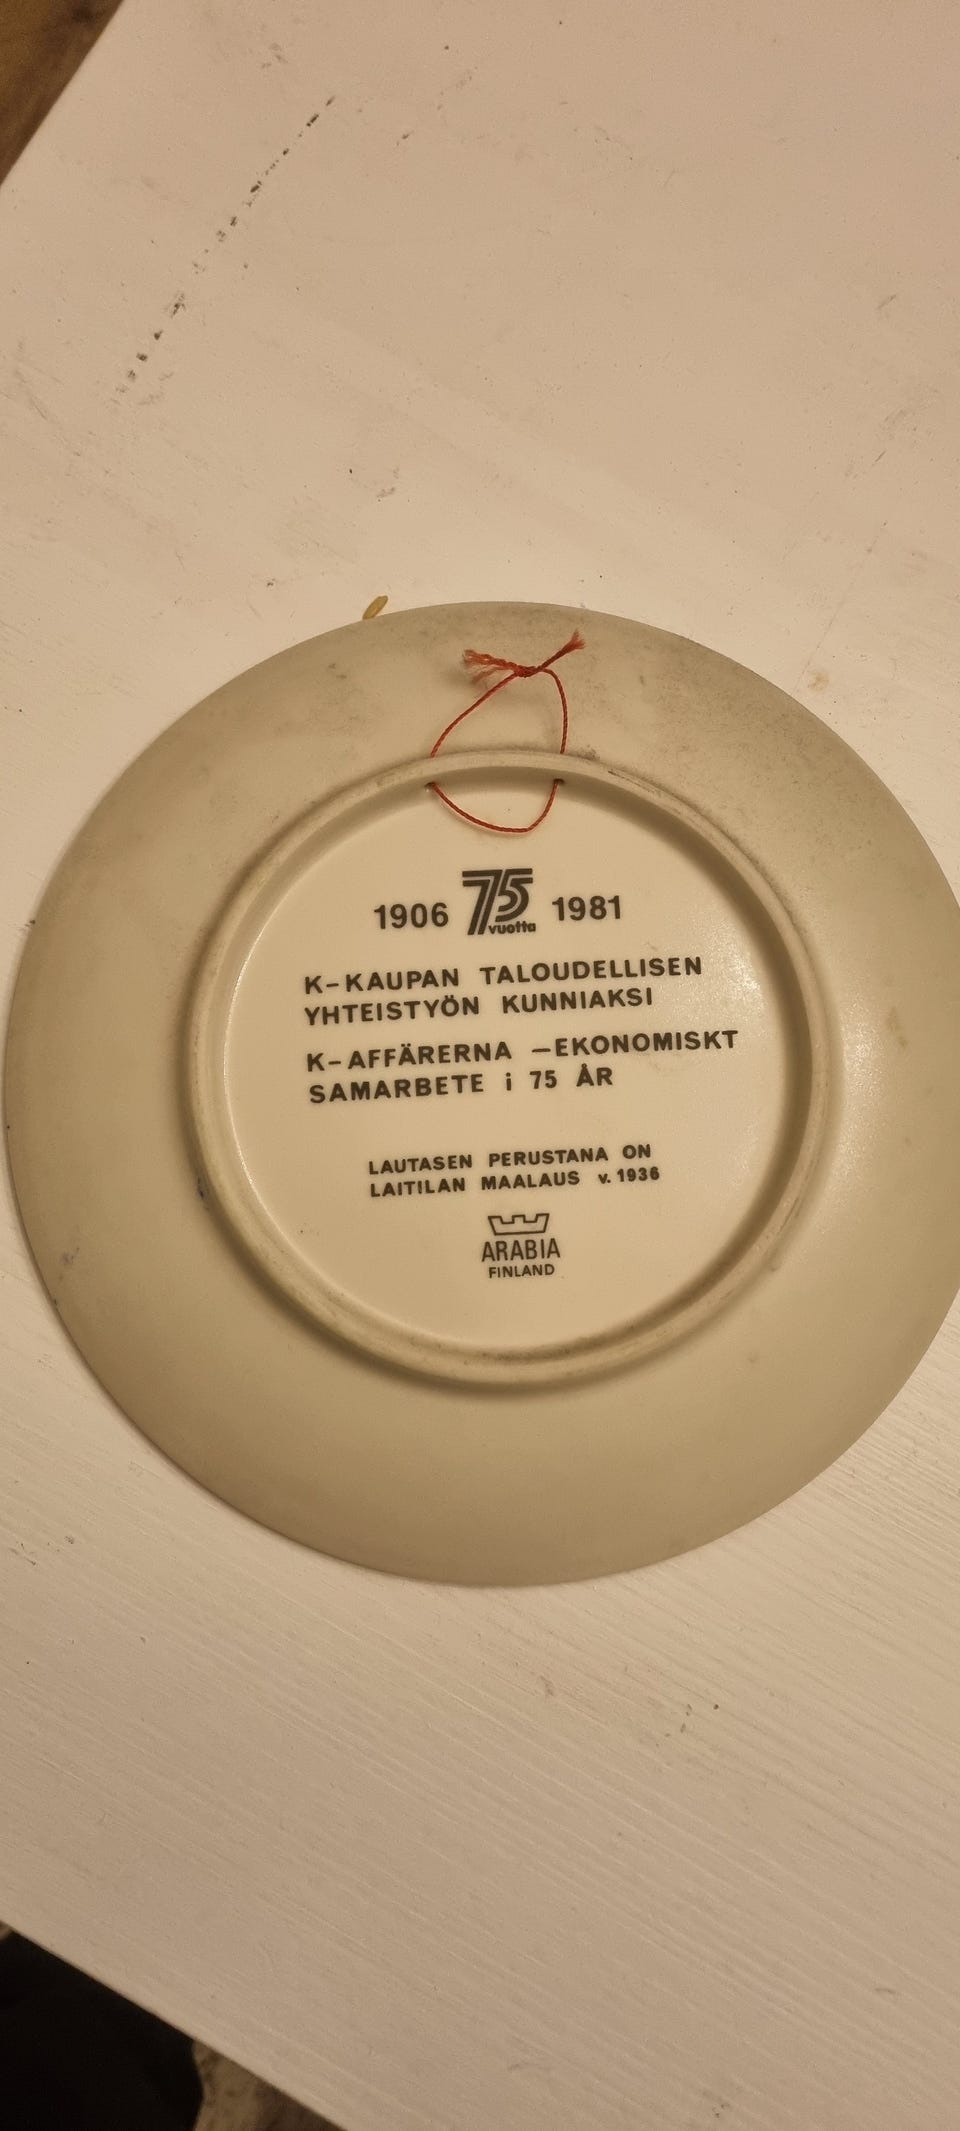 1906 75 vuotta 1981
K-KAUPAN TALOUDELLISEN
YHTEISTYÖN KUNNIAKSI
K-AFFÄRERNA -EKONOMISKT
SAMARBETE i 75 ÅR
LAUTASEN PERUSTANA ON
LAITILAN MAALAUS v. 1936
ARABIA
FINLAND